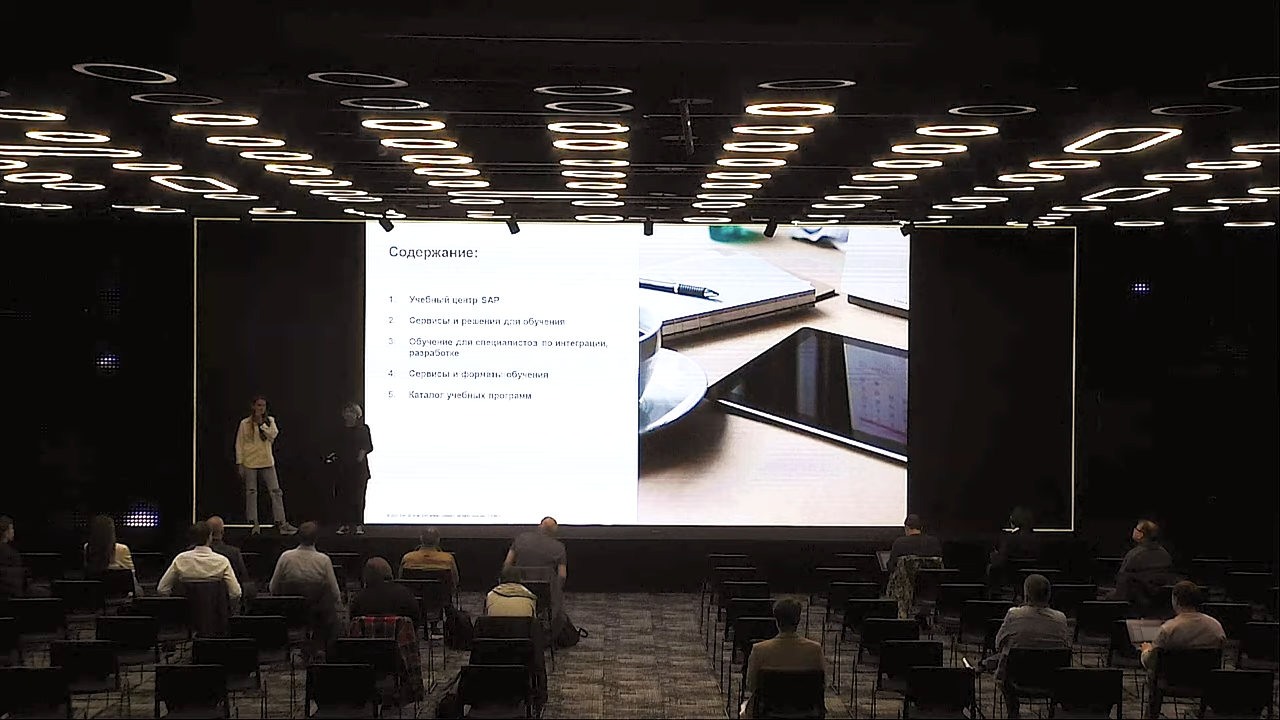 Содержание:
1. Учебный центр SAP
2. Сервисы и решения для обучения
3. Обучение для специалистов по интеграции,
разработке
4. Сервисы и форматы обучения
5. Каталог учебных программ